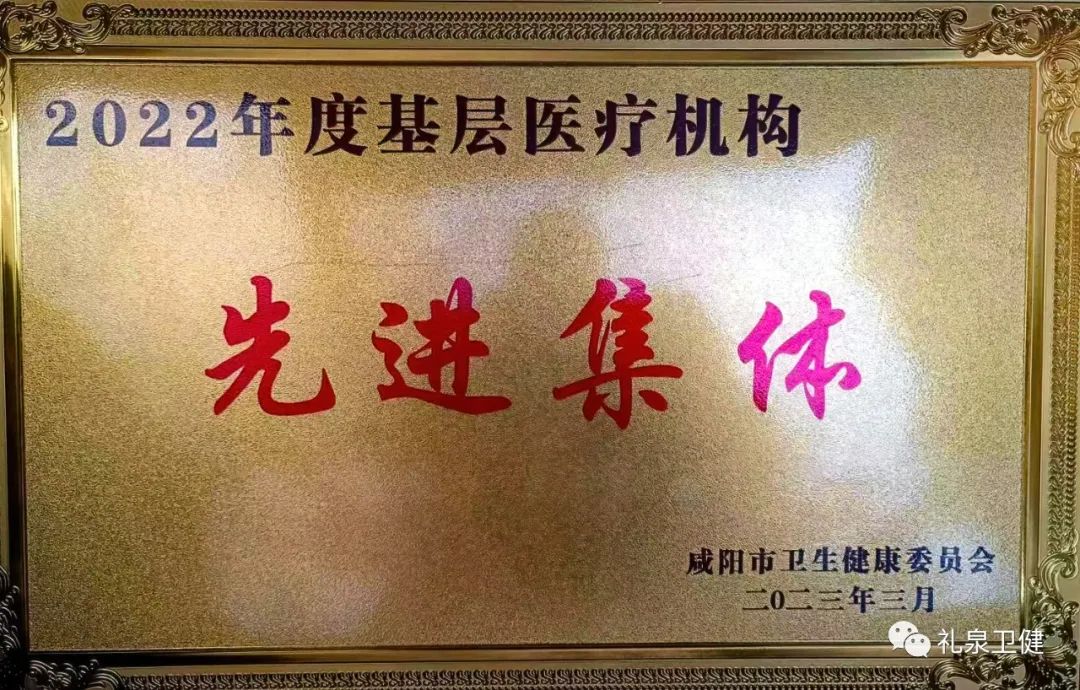 2022年度基层医疗机构
先进集体
咸阳市卫生健康委员会
二〇二三年三月
礼泉卫健